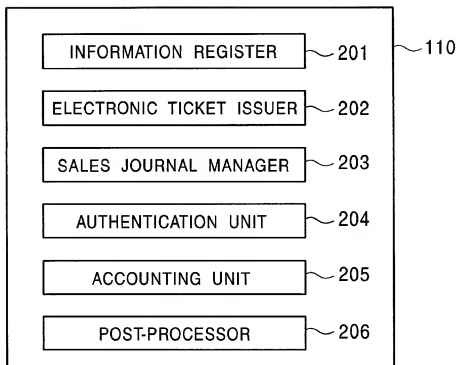 INFORMATION REGISTER 201 110
ELECTRONIC TICKET ISSUER 202
SALES JOURNAL MANAGER 203
AUTHENTICATION UNIT 204
ACCOUNTING UNIT 205
POST-PROCESSOR 206